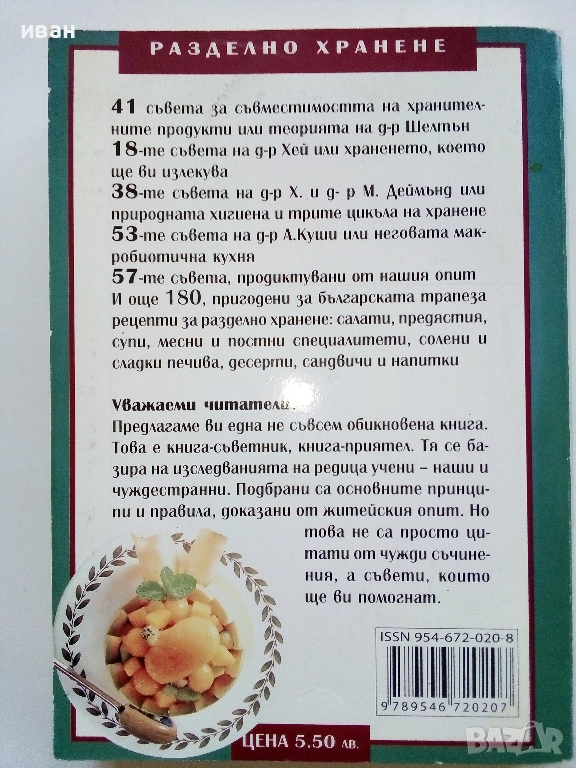 иван
РАЗДЕЛНО ХРАНЕНЕ
41 съвета за съвместимостта на хранител-
ните продукти или теорията на д-р Шелтън
18-те съвета на д-р Хей или храненето, което
ще ви излекува
38-те съвета на д-р Х. и д- р М. Деймънд или
природната хигиена и трите цикъла на хранене
53-те съвета на д-р А.Куши или неговата мак-
робиотична кухня
57-те съвета, продиктувани от нашия опит
И още 180, пригодени за българската трапеза
рецепти за разделно хранене: салати, предястия,
супи, месни и постни специалитети, солени и
сладки печива, десерти, сандвичи и напитки
Уважаеми читатели,
Предлагаме ви една не съвсем обикновена книга.
Това е книга-съветник, книга-приятел. Тя се ба-
зира на изследванията на редица учени – наши и
чуждестранни. Подбрани са основните принци-
пи и правила, доказани от житейския опит. Но
това не са просто ци-
тати от чужди съчине-
ния, а съвети, които
ще ви помогнат.
ISSN 954-672-020-8
9 789546 720207
ЦЕНА 5.50 лв.
BAZAR